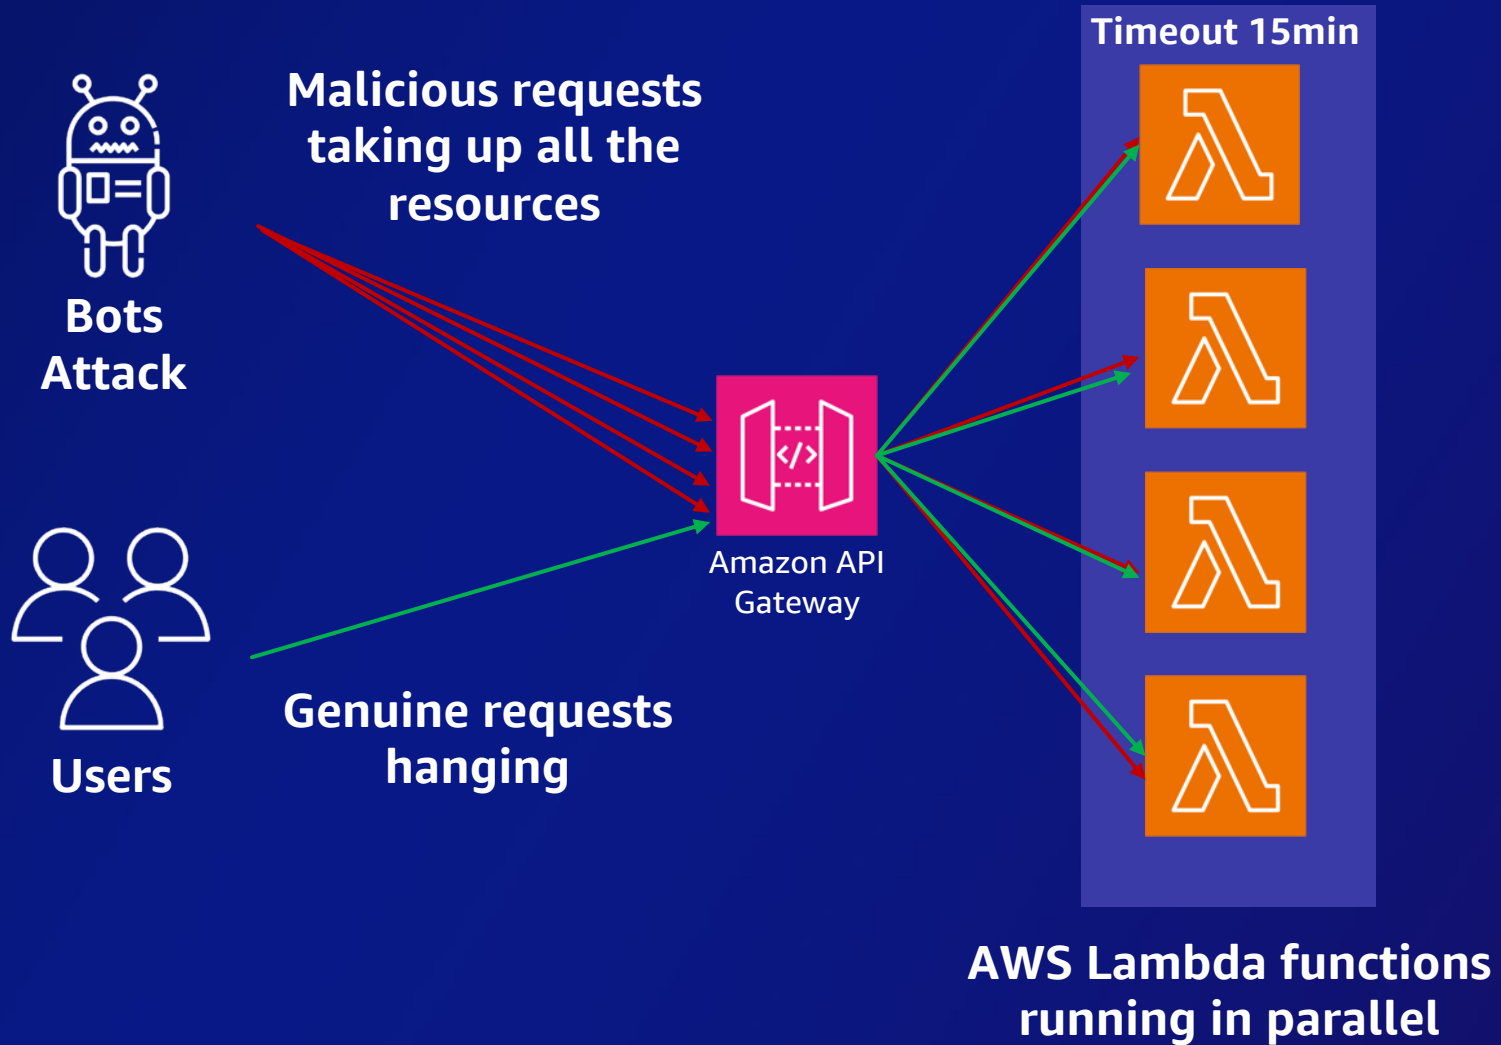 Timeout 15min
Malicious requests
taking up all the
resources
Bots
Attack
</>
Amazon API
Gateway
Genuine requests
hanging
Users
AWS Lambda functions
running in parallel